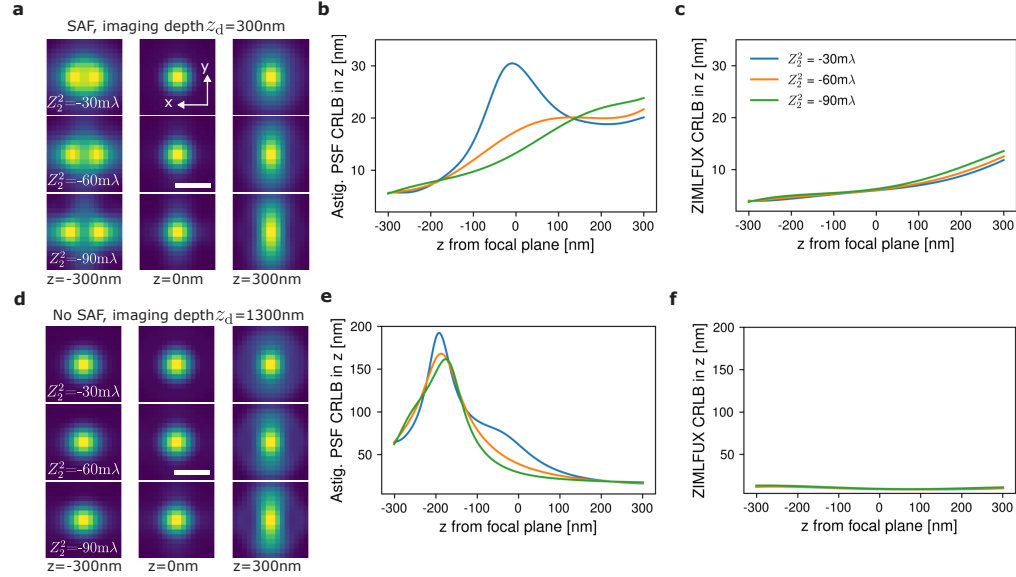 a
SAF, imaging depth z_d=300nm
Z_2^2=-30mλ
y
x
Z_2^2=-60mλ
Z_2^2=-90mλ
z=-300nm z=0nm z=300nm
b
Astig. PSF CRLB in z [nm]
40
30
20
10
-300 -200 -100 0 100 200 300
z from focal plane [nm]
c
ZIMLFUX CRLB in z [nm]
40
30
20
10
Z_2^2 = -30mλ
Z_2^2 = -60mλ
Z_2^2 = -90mλ
-300 -200 -100 0 100 200 300
z from focal plane [nm]
d
No SAF, imaging depth z_d=1300nm
Z_2^2=-30mλ
Z_2^2=-60mλ
Z_2^2=-90mλ
z=-300nm z=0nm z=300nm
e
Astig. PSF CRLB in z [nm]
200
150
100
50
-300 -200 -100 0 100 200 300
z from focal plane [nm]
f
ZIMLFUX CRLB in z [nm]
200
150
100
50
-300 -200 -100 0 100 200 300
z from focal plane [nm]